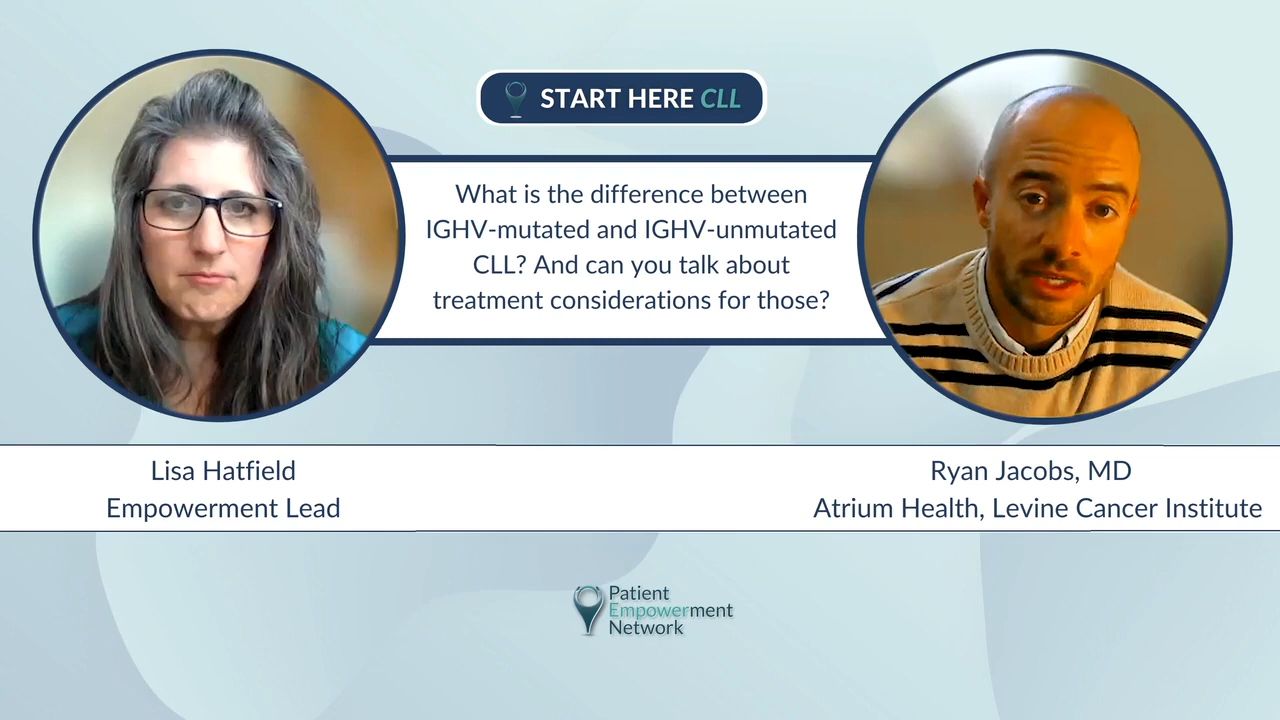 START HERE CLL
What is the difference between
IGHV-mutated and IGHV-unmutated
CLL? And can you talk about
treatment considerations for those?
Lisa Hatfield
Empowerment Lead
Ryan Jacobs, MD
Atrium Health, Levine Cancer Institute
Patient
Empowerment
Network